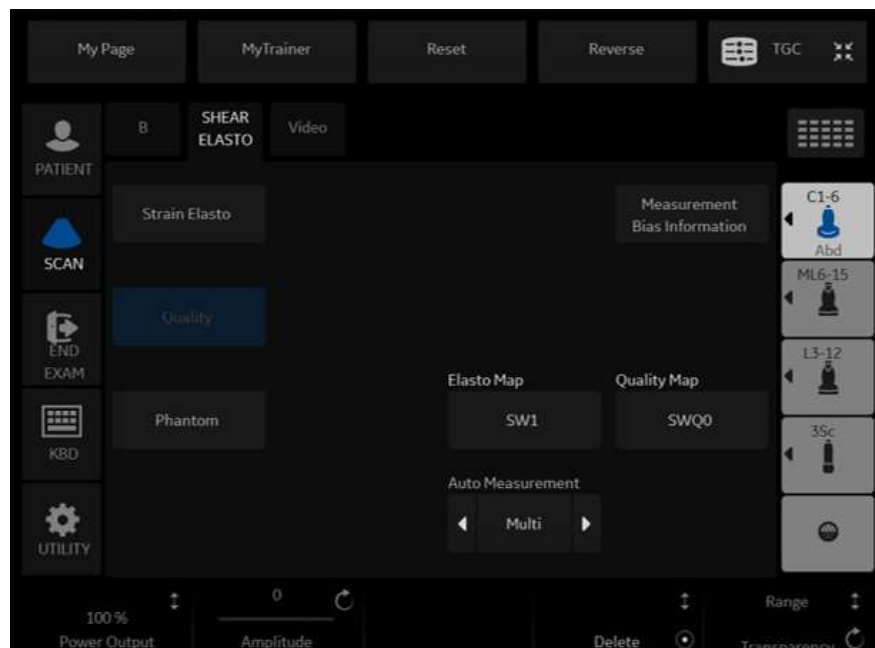 My Page
MyTrainer
Reset
Reverse
TGC
PATIENT
SCAN
END
EXAM
KBD
UTILITY
B
SHEAR
ELASTO
Video
Strain Elasto
Measurement
Bias Information
Quality
Phantom
Elasto Map
SW1
Quality Map
SWQ0
Auto Measurement
Multi
C1-6
Abd
ML6-15
L3-12
3Sc
100 %
Power Output
0
Amplitude
Delete
Range
Transparency